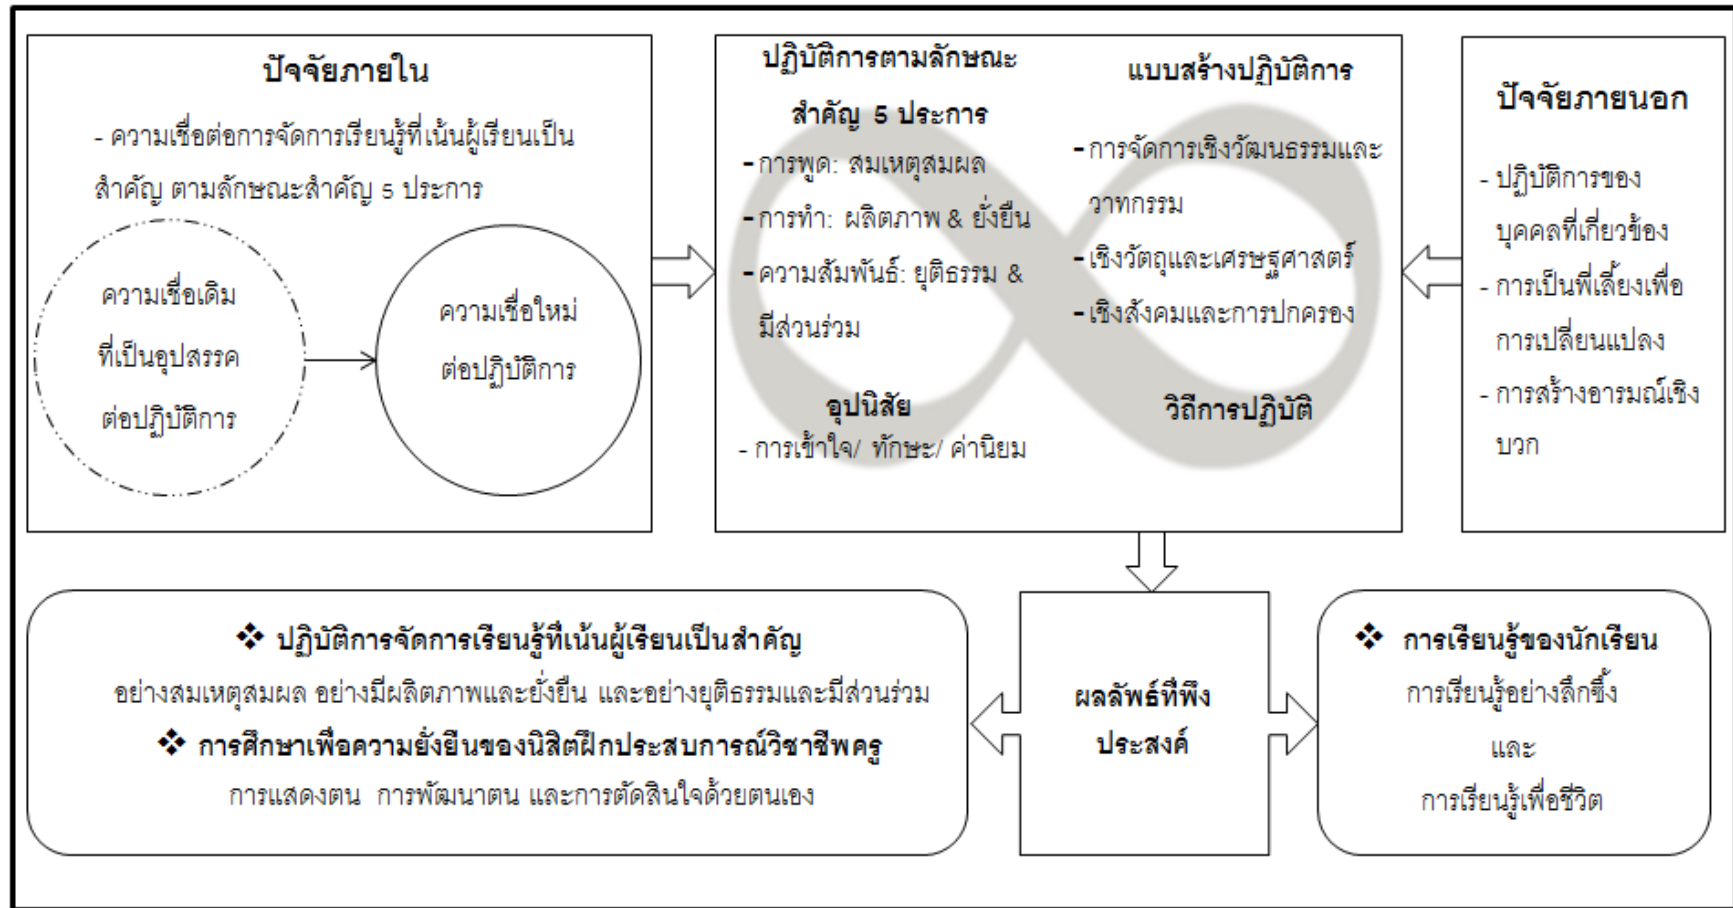 ปัจจัยภายใน
- ความเชื่อต่อการจัดการเรียนรู้ที่เน้นผู้เรียนเป็น
สำคัญ ตามลักษณะสำคัญ 5 ประการ
ความเชื่อเดิม
ที่เป็นอุปสรรค
ต่อปฏิบัติการ
ความเชื่อใหม่
ต่อปฏิบัติการ
ปฏิบัติการตามลักษณะ
สำคัญ 5 ประการ
- การพูด: สมเหตุสมผล
- การทำ: ผลิตภาพ & ยั่งยืน
- ความสัมพันธ์: ยุติธรรม &
มีส่วนร่วม
แบบสร้างปฏิบัติการ
- การจัดการเชิงวัฒนธรรมและ
วาทกรรม
- เชิงวัตถุและเศรษฐศาสตร์
- เชิงสังคมและการปกครอง
อุปนิสัย
- การเข้าใจ/ ทักษะ/ ค่านิยม
วิถีการปฏิบัติ
ปัจจัยภายนอก
- ปฏิบัติการของ
บุคคลที่เกี่ยวข้อง
- การเป็นพี่เลี้ยงเพื่อ
การเปลี่ยนแปลง
- การสร้างอารมณ์เชิง
บวก
❖ ปฏิบัติการจัดการเรียนรู้ที่เน้นผู้เรียนเป็นสำคัญ
อย่างสมเหตุสมผล อย่างมีผลิตภาพและยั่งยืน และอย่างยุติธรรมและมีส่วนร่วม
❖ การศึกษาเพื่อความยั่งยืนของนิสิตฝึกประสบการณ์วิชาชีพครู
การแสดงตน การพัฒนาตน และการตัดสินใจด้วยตนเอง
ผลลัพธ์ที่พึง
ประสงค์
❖ การเรียนรู้ของนักเรียน
การเรียนรู้อย่างลึกซึ้ง
และ
การเรียนรู้เพื่อชีวิต